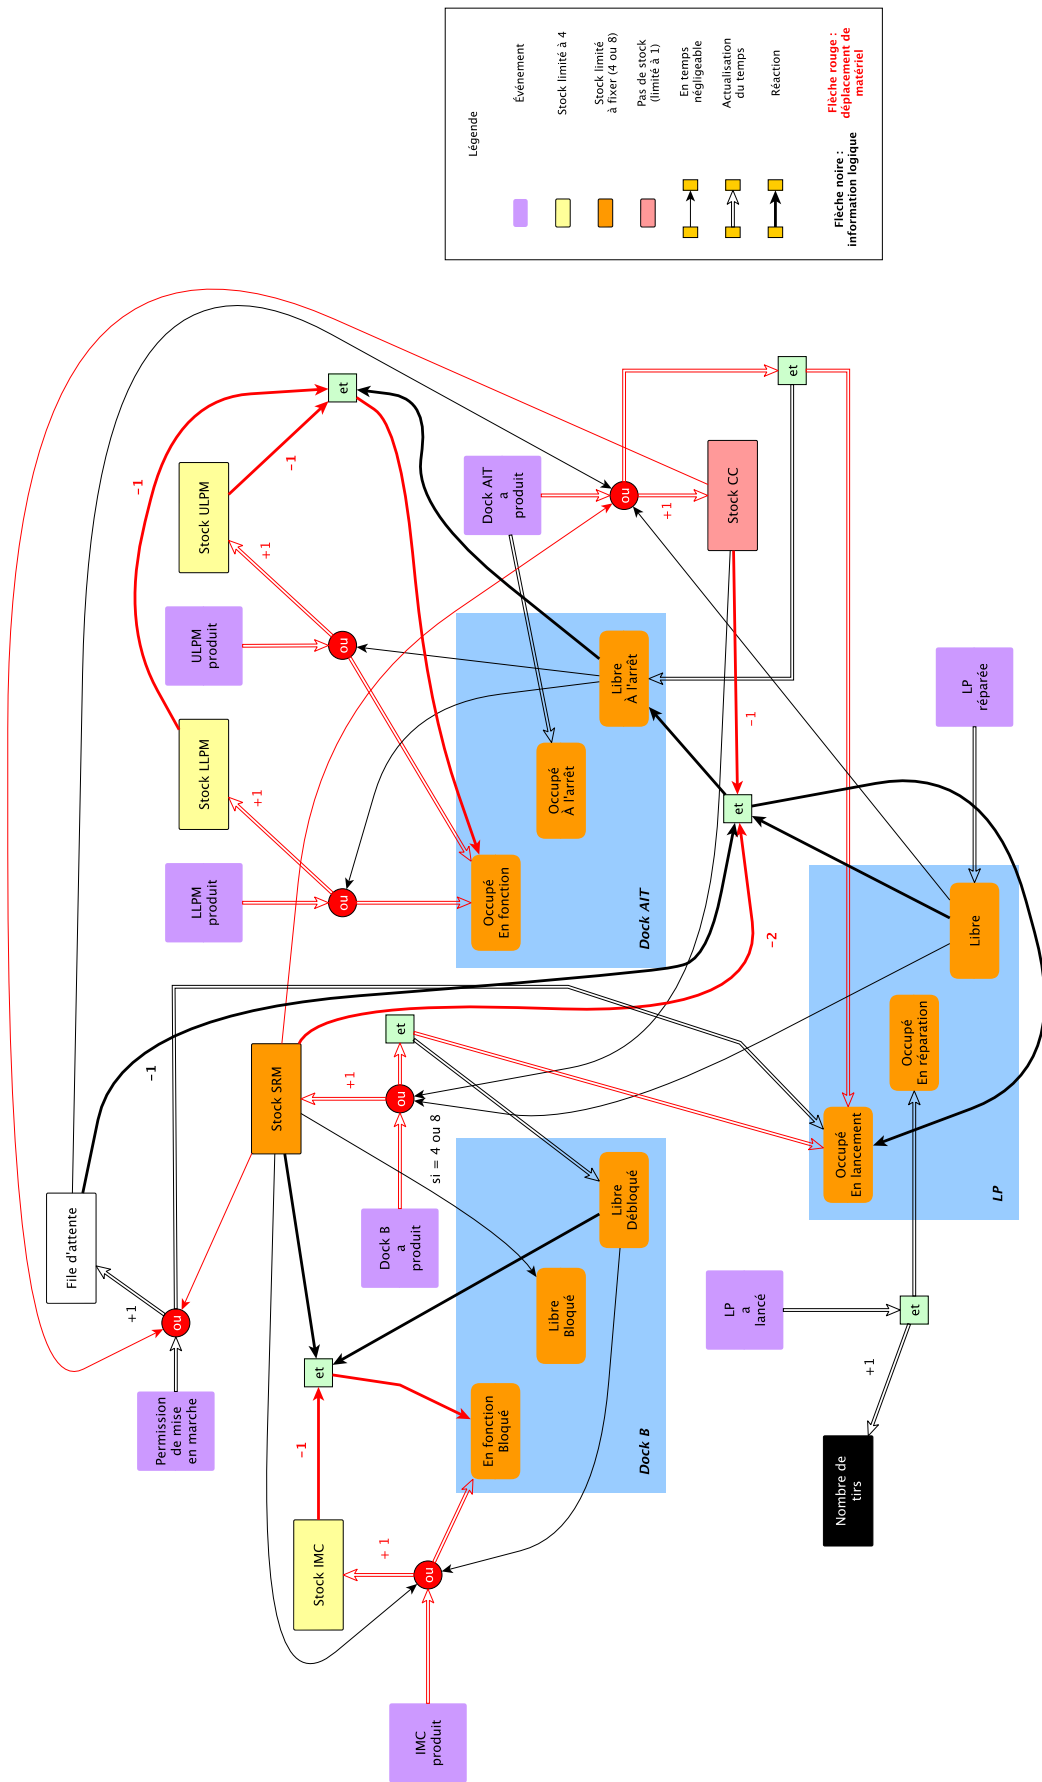 Légende
Événement
Stock limité à 4
Stock limité
à fixer (4 ou 8)
Pas de stock
(limité à 1)
En temps
négligeable
Actualisation
du temps
Réaction
Flèche noire :
information logique
Flèche rouge :
déplacement de
matériel
File d'attente
+1
-1
ou
Permission
de mise
en marche
LLPM
produit
Stock LLPM
+1
-1
ou
ULPM
produit
Stock ULPM
+1
-1
ou
et
Stock SRM
+1
-2
ou
et
Dock B
a
produit
si = 4 ou 8
Stock IMC
-1
+ 1
et
ou
IMC
produit
En fonction
Bloqué
Libre
Bloqué
Libre
Débloqué
Dock B
Occupé
En fonction
Occupé
À l'arrêt
Libre
À l'arrêt
Dock AIT
Dock AIT
a
produit
ou
+1
Stock CC
-1
et
et
LP
a
lancé
et
+1
Nombre de
tirs
Occupé
En lancement
Occupé
En réparation
Libre
LP
LP
réparée